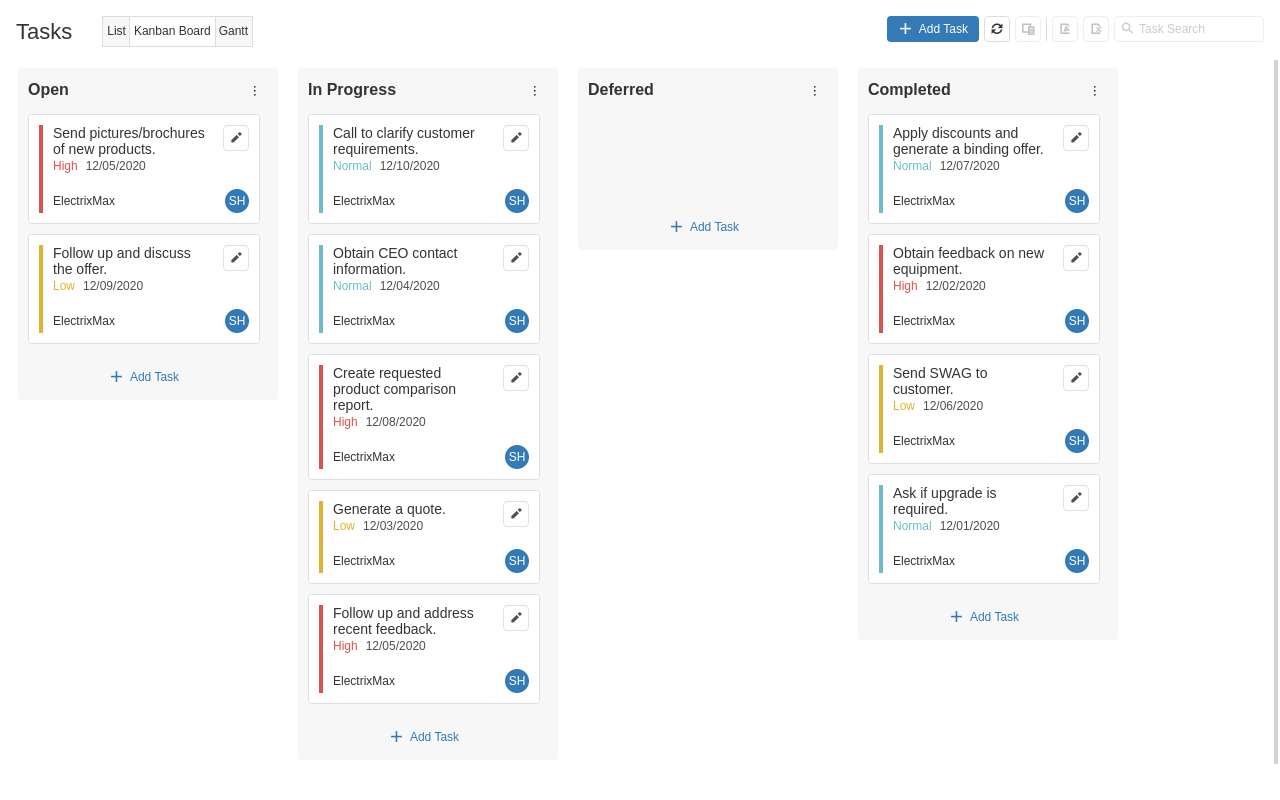 Tasks
List Kanban Board Gantt
Add Task
Task Search
Open
Send pictures/brochures
of new products.
High 12/05/2020
ElectrixMax SH
Follow up and discuss
the offer.
Low 12/09/2020
ElectrixMax SH
Add Task
In Progress
Call to clarify customer
requirements.
Normal 12/10/2020
ElectrixMax SH
Obtain CEO contact
information.
Normal 12/04/2020
ElectrixMax SH
Create requested
product comparison
report.
High 12/08/2020
ElectrixMax SH
Generate a quote.
Low 12/03/2020
ElectrixMax SH
Follow up and address
recent feedback.
High 12/05/2020
ElectrixMax SH
Add Task
Deferred
Add Task
Completed
Apply discounts and
generate a binding offer.
Normal 12/07/2020
ElectrixMax SH
Obtain feedback on new
equipment.
High 12/02/2020
ElectrixMax SH
Send SWAG to
customer.
Low 12/06/2020
ElectrixMax SH
Ask if upgrade is
required.
Normal 12/01/2020
ElectrixMax SH
Add Task